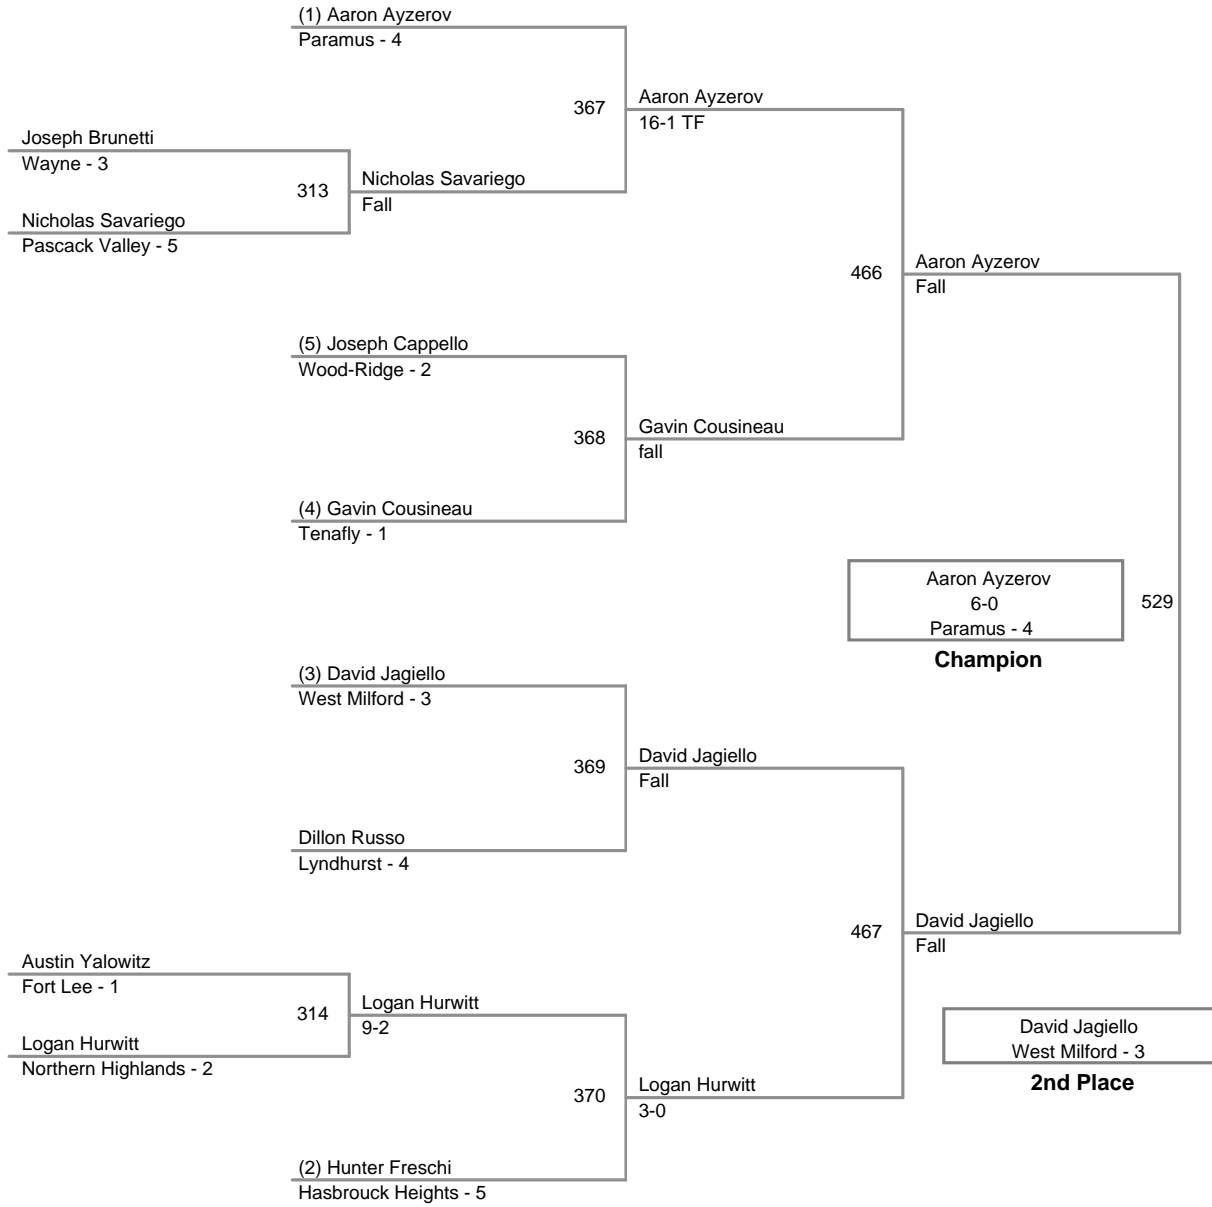 (1) Aaron Ayzerov
Paramus - 4
367
Aaron Ayzerov
16-1 TF
Joseph Brunetti
Wayne - 3
313
Nicholas Savariego
Fall
Nicholas Savariego
Pascack Valley - 5
466
Aaron Ayzerov
Fall
(5) Joseph Cappello
Wood-Ridge - 2
368
Gavin Cousineau
fall
(4) Gavin Cousineau
Tenafly - 1
Aaron Ayzerov
6-0
Paramus - 4
Champion
529
(3) David Jagiello
West Milford - 3
369
David Jagiello
Fall
Dillon Russo
Lyndhurst - 4
467
David Jagiello
Fall
Austin Yalowitz
Fort Lee - 1
314
Logan Hurwitt
9-2
Logan Hurwitt
Northern Highlands - 2
David Jagiello
West Milford - 3
2nd Place
370
Logan Hurwitt
3-0
(2) Hunter Freschi
Hasbrouck Heights - 5